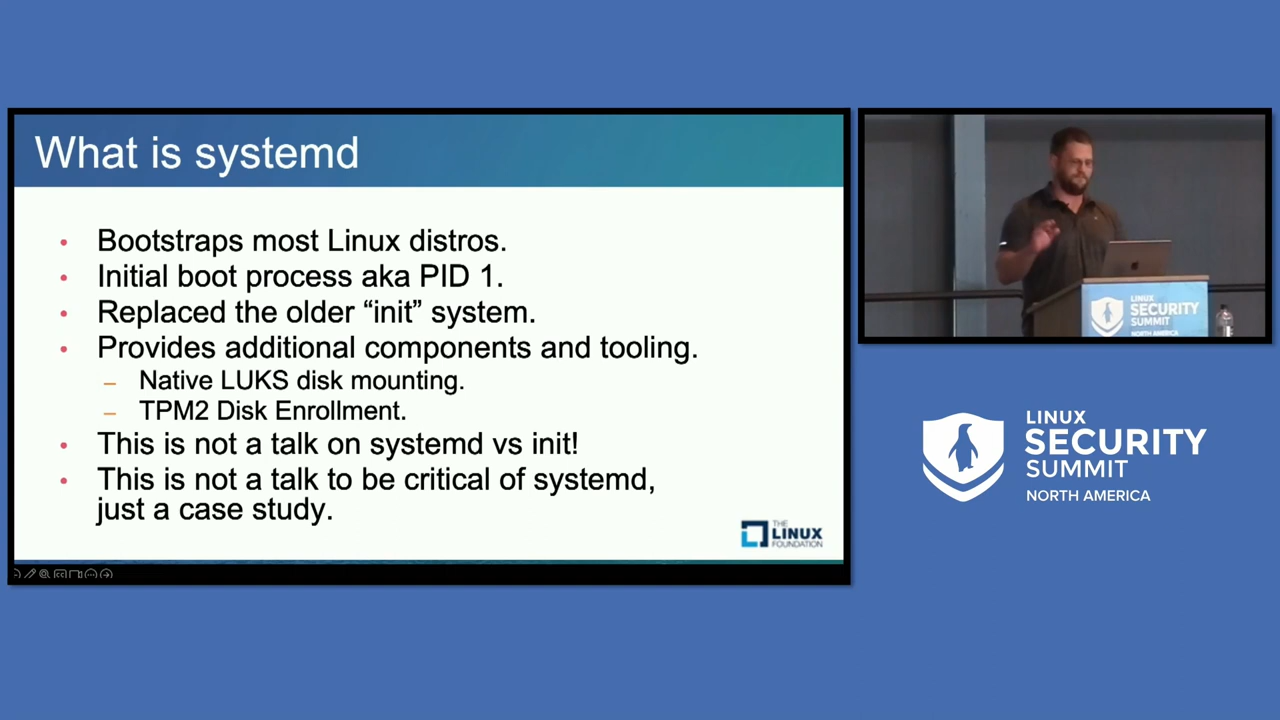 What is systemd
• Bootstraps most Linux distros.
• Initial boot process aka PID 1.
• Replaced the older “init” system.
• Provides additional components and tooling.
– Native LUKS disk mounting.
– TPM2 Disk Enrollment.
• This is not a talk on systemd vs init!
• This is not a talk to be critical of systemd,
just a case study.
THE
LINUX
FOUNDATION
LINUX
SECURITY
SUMMIT
NORTH AMERICA
LINUX
SECURITY
SUMMIT
NORTH AMERICA